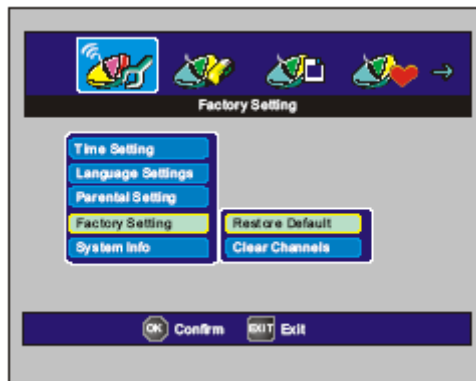 Factory Setting
Time Setting
Language Settings
Parental Setting
Factory Setting
Restore Default
System Info
Clear Channels
OK Confirm EXIT Exit